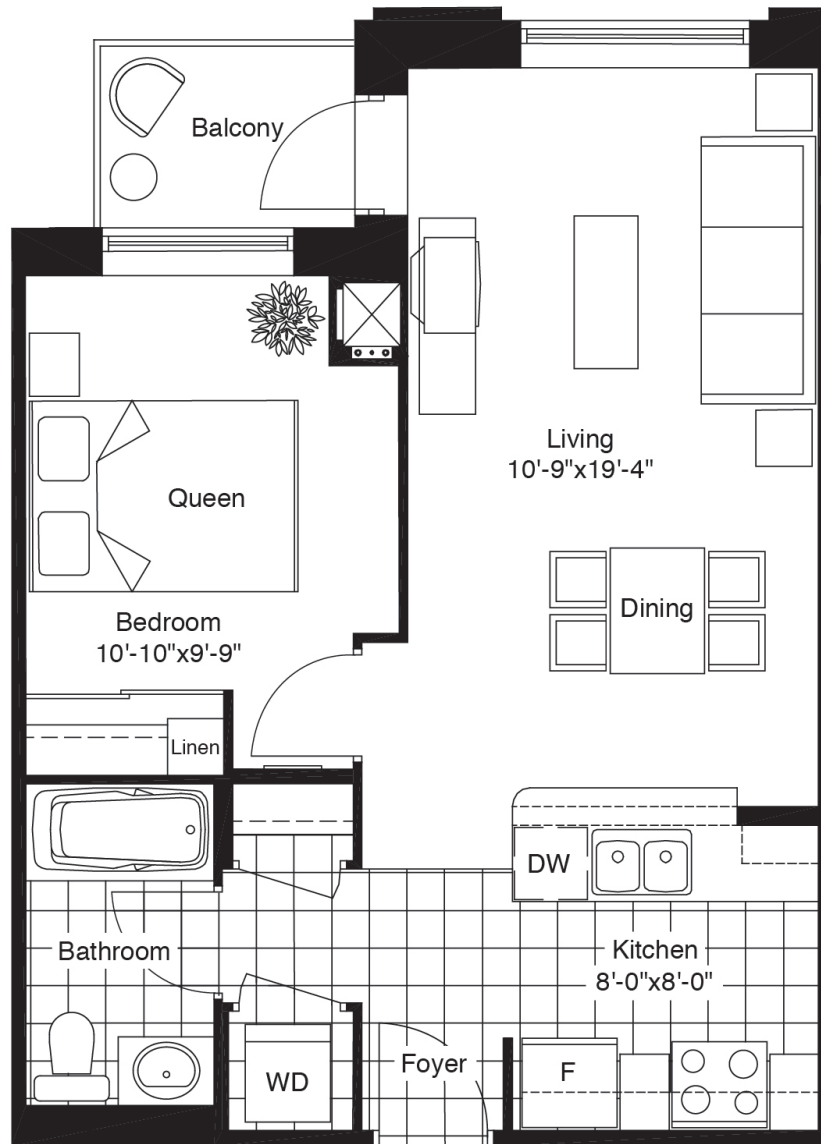 Balcony
Living
10'-9"x19'-4"
Queen
Bedroom
10'-10"x9'-9"
Dining
Linen
DW
Bathroom
Kitchen
8'-0"x8'-0"
Foyer
F
WD